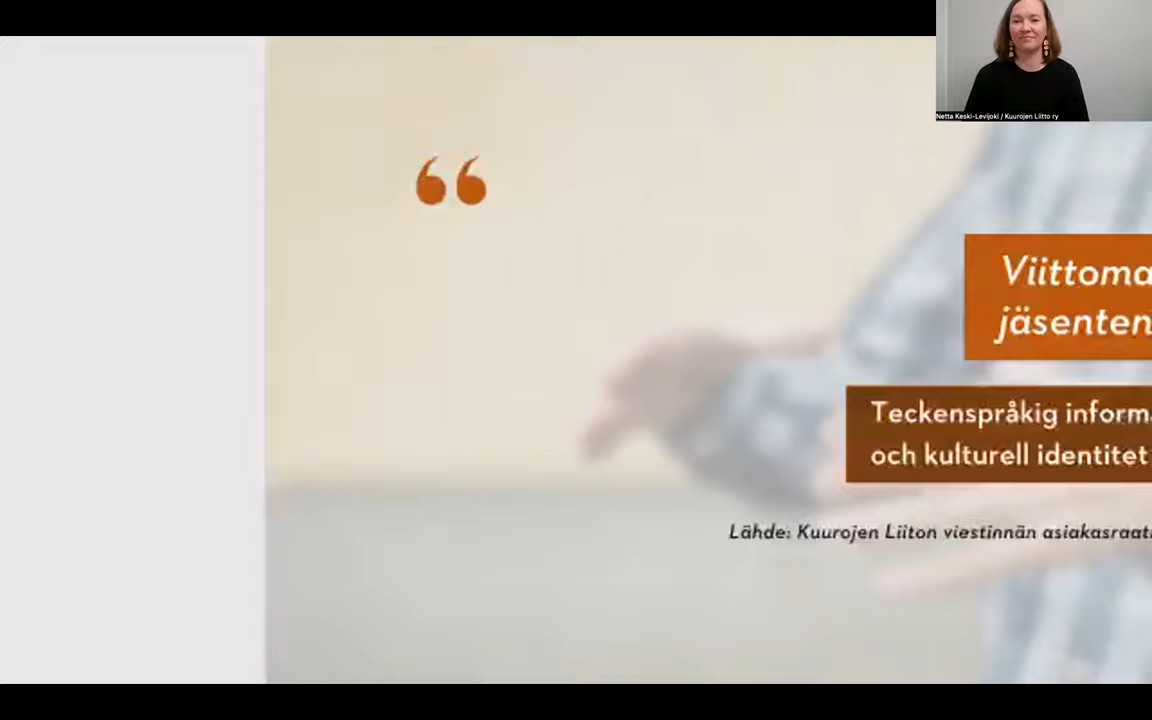 Netta Keski-Levijoki / Kuurojen Liitto ry
“
Viittoma
jäsenten
Teckenspråkig inform
och kulturell identitet
Lähde: Kuurojen Liiton viestinnän asiakasraat